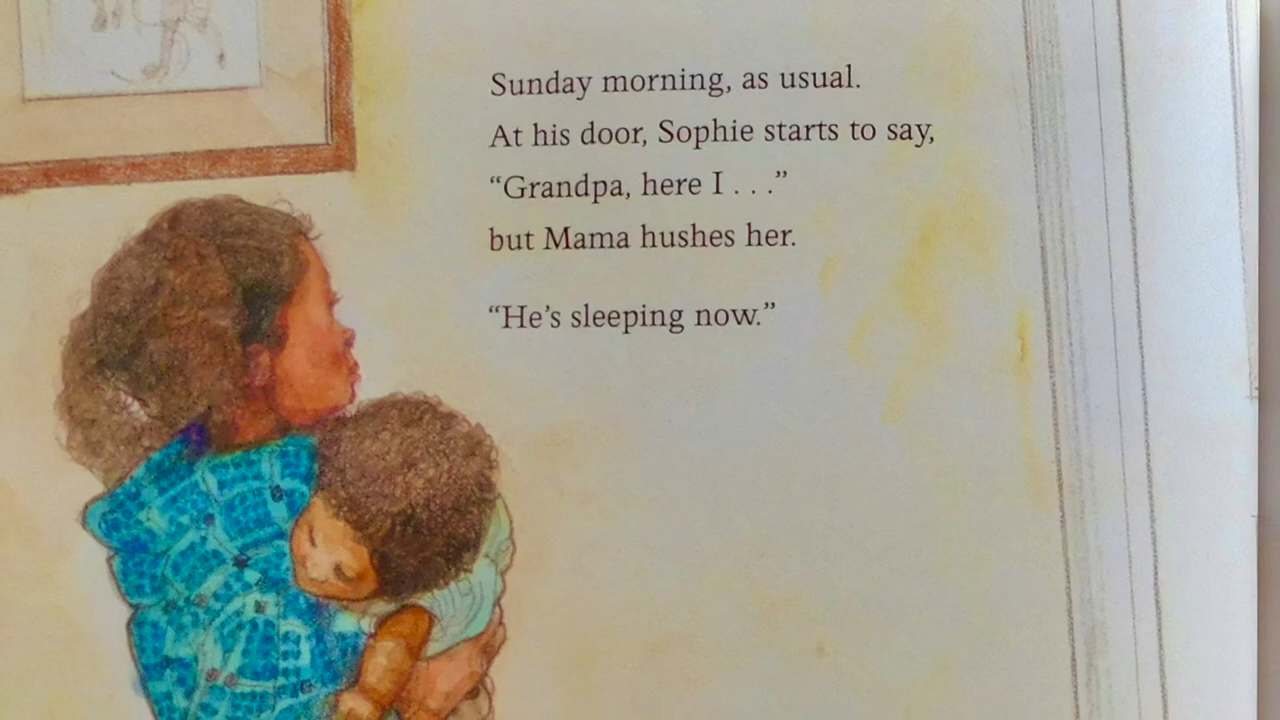 Sunday morning, as usual.
At his door, Sophie starts to say,
“Grandpa, here I . . .”
but Mama hushes her.
“He’s sleeping now.”